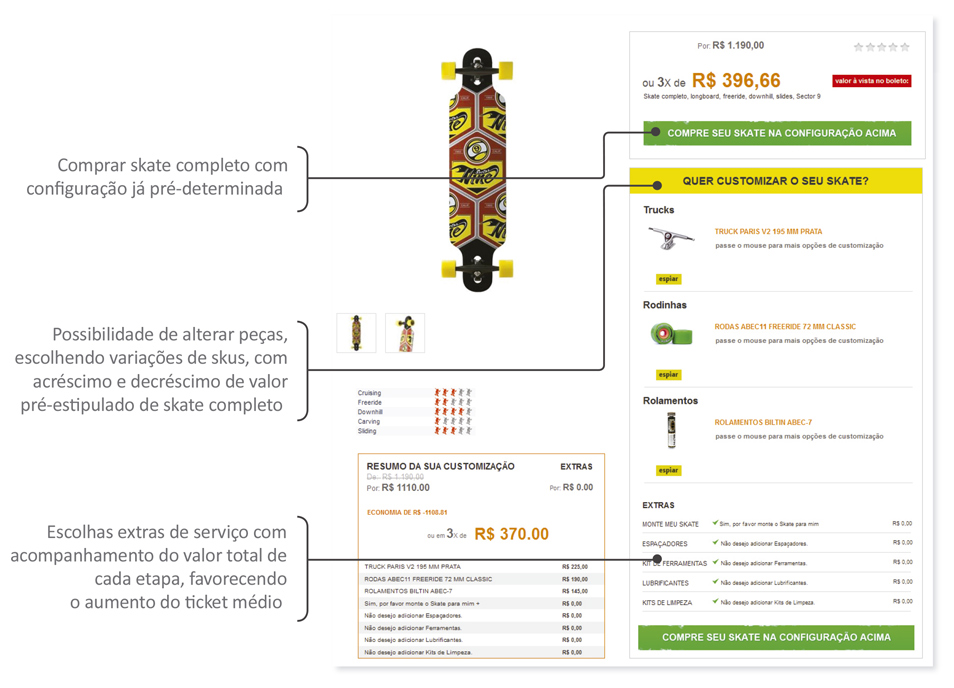 Comprar skate completo com
configuração já pré-determinada
Possibilidade de alterar peças,
escolhendo variações de skus, com
acréscimo e decréscimo de valor
pré-estipulado de skate completo
Escolhas extras de serviço com
acompanhamento do valor total de
cada etapa, favorecendo
o aumento do ticket médio
Nine
Cruising
Freeride
Downhill
Carving
Sliding
RESUMO DA SUA CUSTOMIZAÇÃO EXTRAS
De: R$ 1.190.00
Por: R$ 1110.00 Por: R$ 0.00
ECONOMIA DE R$ -1108.81
ou em 3x de R$ 370.00
TRUCK PARIS V2 195 MM PRATA R$ 225,00
RODAS ABEC11 FREERIDE 72 MM CLASSIC R$ 190,00
ROLAMENTOS BILTIN ABEC-7 R$ 145,00
Sim, por favor monte o Skate para mim + R$ 0,00
Não desejo adicionar Espaçadores. R$ 0,00
Não desejo adicionar Ferramentas. R$ 0,00
Não desejo adicionar Lubrificantes. R$ 0,00
Não desejo adicionar Kits de Limpeza. R$ 0,00
Por: R$ 1.190,00
ou 3X de R$ 396,66 valor à vista no boleto:
Skate completo, longboard, freeride, downhill, slides, Sector 9
COMPRE SEU SKATE NA CONFIGURAÇÃO ACIMA
QUER CUSTOMIZAR O SEU SKATE?
Trucks
TRUCK PARIS V2 195 MM PRATA
passe o mouse para mais opções de customização
espiar
Rodinhas
RODAS ABEC11 FREERIDE 72 MM CLASSIC
passe o mouse para mais opções de customização
espiar
Rolamentos
ROLAMENTOS BILTIN ABEC-7
passe o mouse para mais opções de customização
espiar
EXTRAS
MONTE MEU SKATE Sim, por favor monte o Skate para mim R$ 0,00
ESPAÇADORES Não desejo adicionar Espaçadores. R$ 0,00
KIT DE FERRAMENTAS Não desejo adicionar Ferramentas. R$ 0,00
LUBRIFICANTES Não desejo adicionar Lubrificantes. R$ 0,00
KITS DE LIMPEZA Não desejo adicionar Kits de Limpeza. R$ 0,00
COMPRE SEU SKATE NA CONFIGURAÇÃO ACIMA